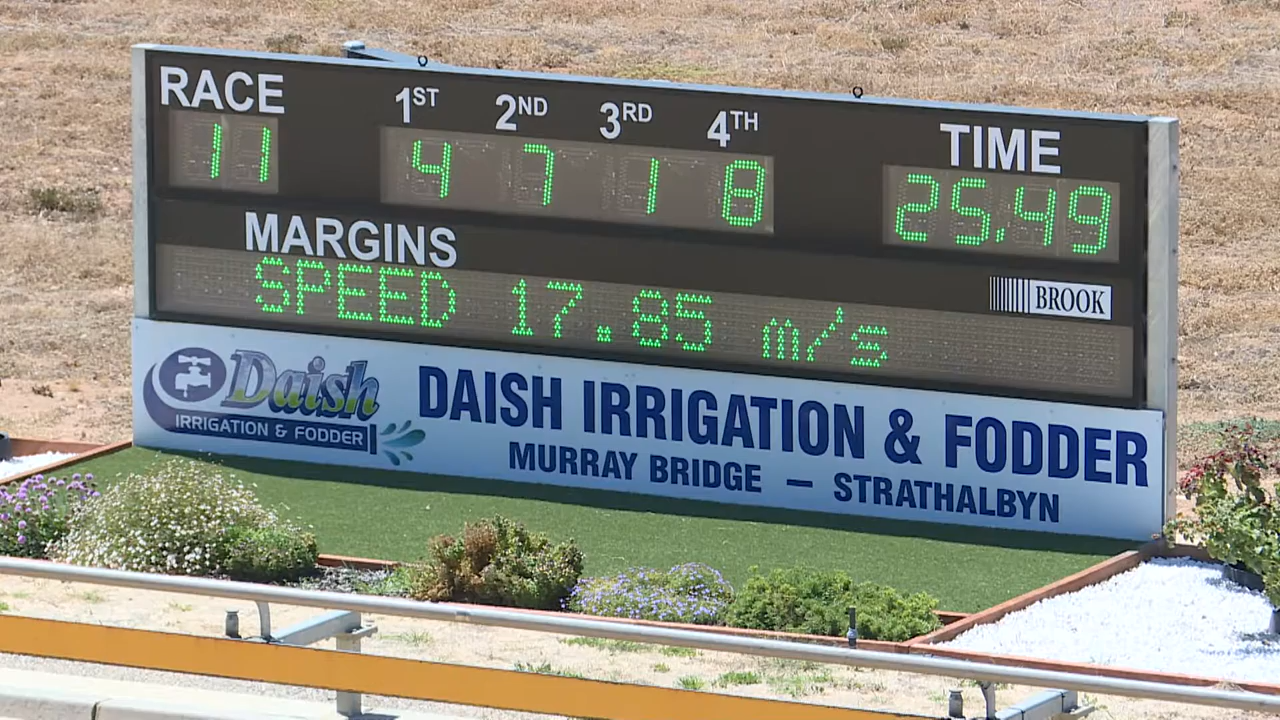 RACE 1ST 2ND 3RD 4TH TIME
11 4 7 1 8 25.49
MARGINS
SPEED 17.85 m/s
BROOK
Daish
IRRIGATION & FODDER
DAISH IRRIGATION & FODDER
MURRAY BRIDGE – STRATHALBYN